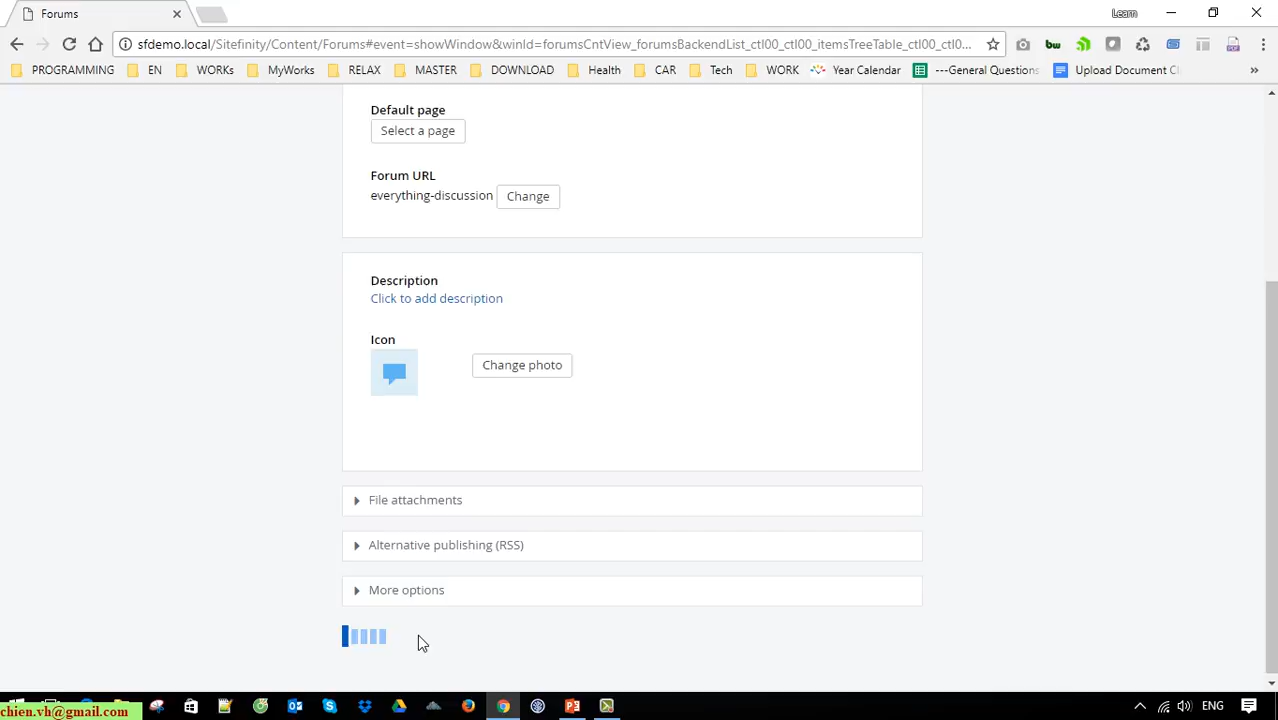 Forums
Learn
sfdemo.local/Sitefinity/Content/Forums#event=showWindow&winId=forumsCntView_forumsBackendList_ctl00_ctl00_itemsTreeTable_ctl00_ctl0...
PROGRAMMING EN WORKs MyWorks RELAX MASTER DOWNLOAD Health CAR Tech WORK Year Calendar ---General Questions Upload Document Cl »
Default page
Select a page
Forum URL
everything-discussion Change
Description
Click to add description
Icon
Change photo
File attachments
Alternative publishing (RSS)
More options
ENG
chien.vh@gmail.com